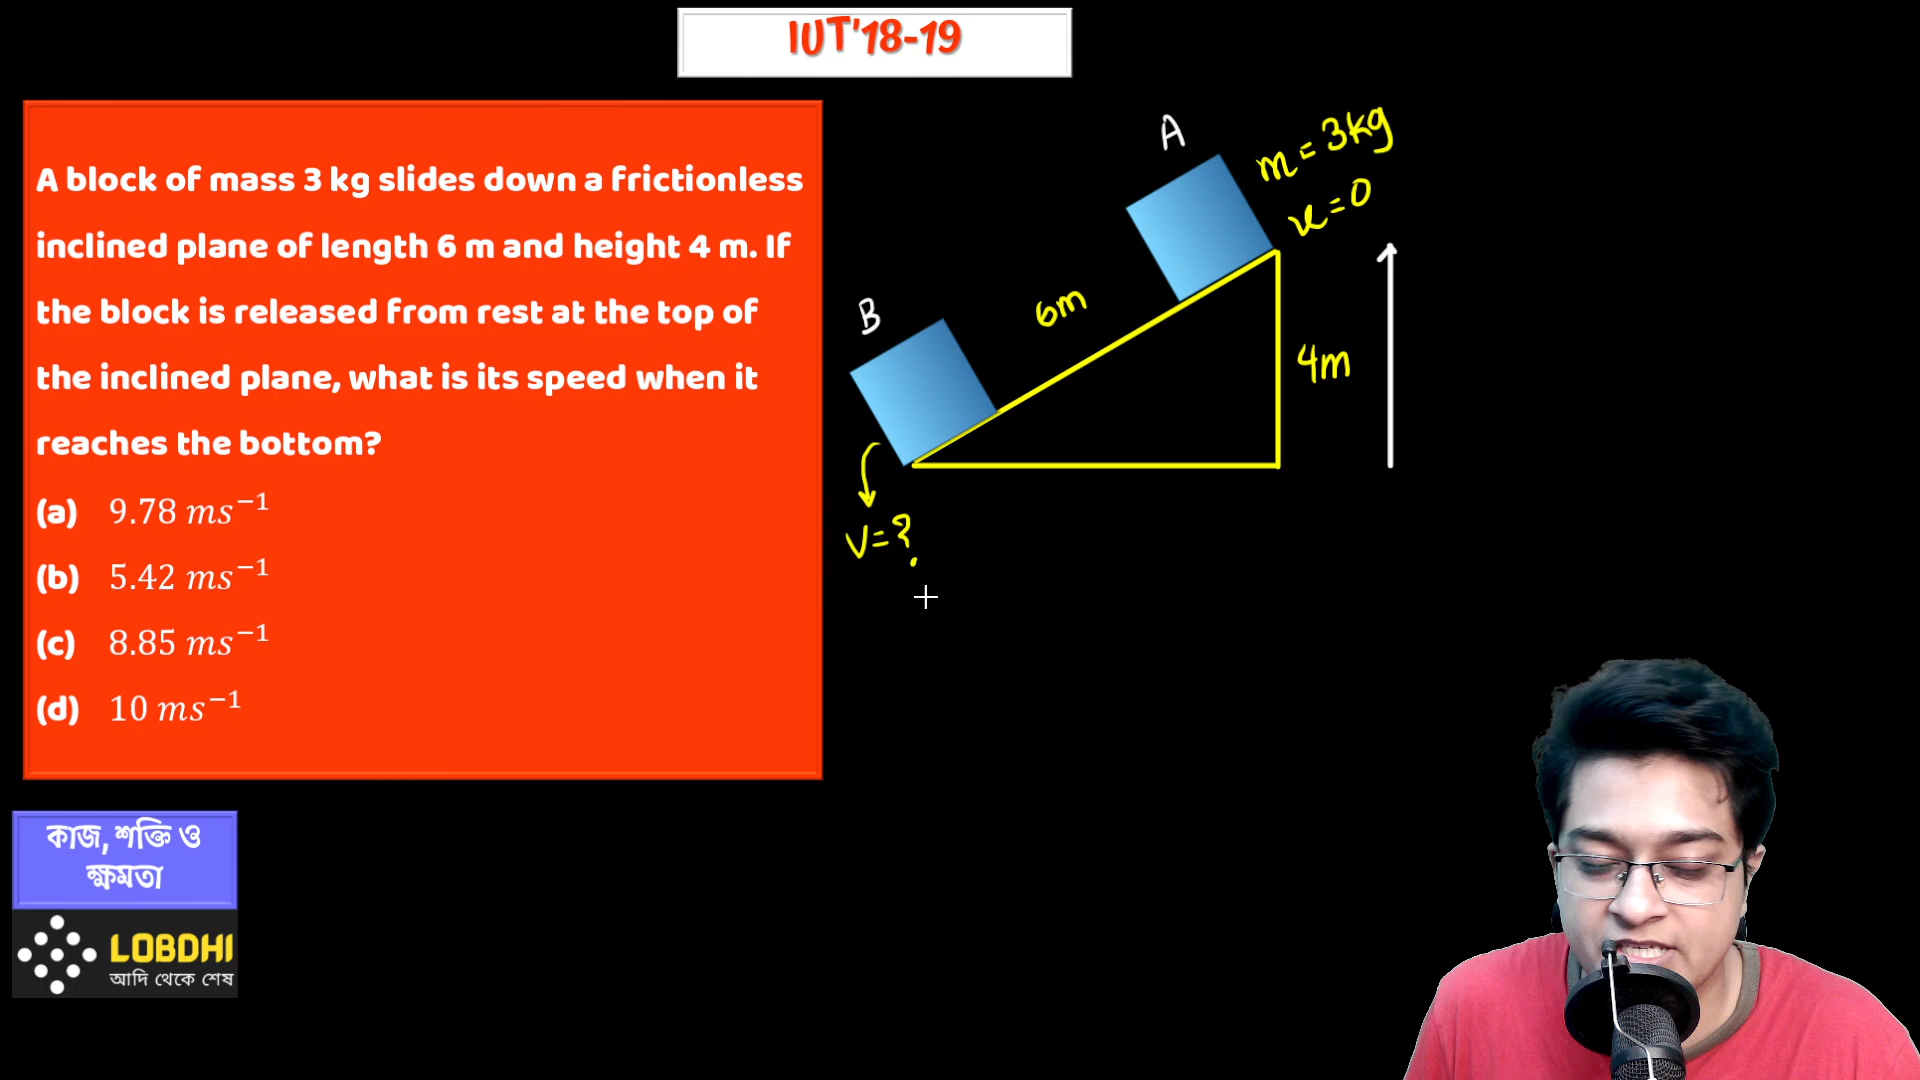 IUT'18-19
A block of mass 3 kg slides down a frictionless
inclined plane of length 6 m and height 4 m. If
the block is released from rest at the top of
the inclined plane, what is its speed when it
reaches the bottom?
(a) 9.78 ms⁻¹
(b) 5.42 ms⁻¹
(c) 8.85 ms⁻¹
(d) 10 ms⁻¹
A
m = 3kg
u = 0
B
6m
4m
V = ?
কাজ, শক্তি ও
ক্ষমতা
LOBDHI
আদি থেকে শেষ